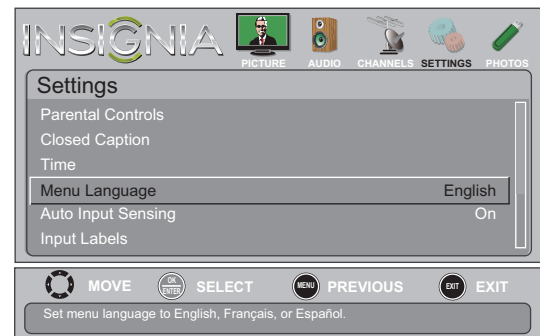 INSIGNIA
PICTURE AUDIO CHANNELS SETTINGS PHOTOS
Settings
Parental Controls
Closed Caption
Time
Menu Language English
Auto Input Sensing On
Input Labels
MOVE OK ENTER SELECT MENU PREVIOUS EXIT EXIT
Set menu language to English, Français, or Español.